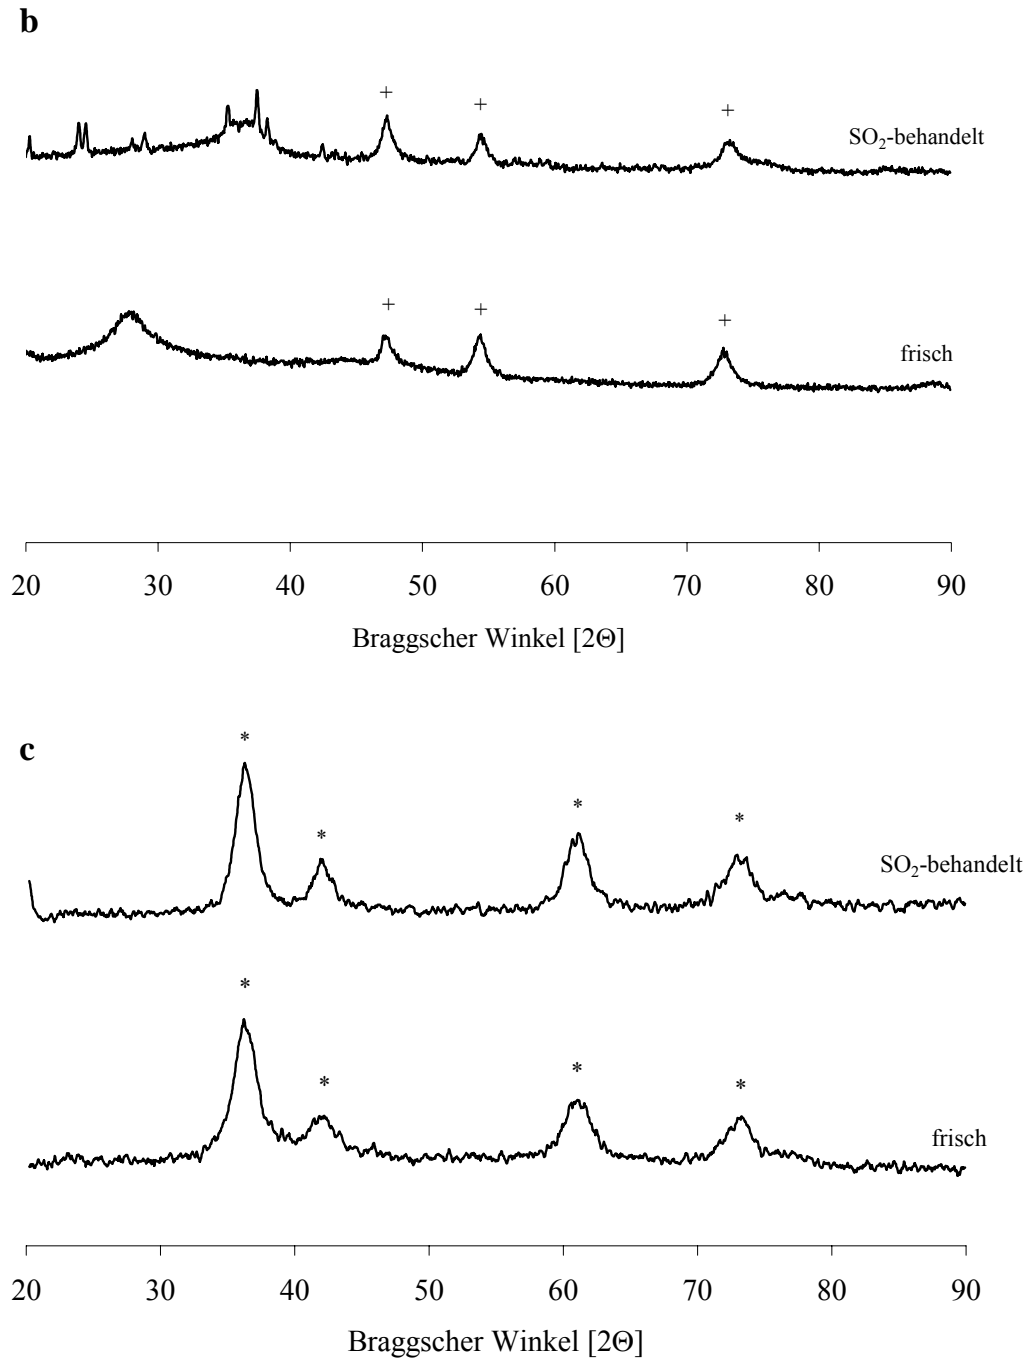 b
+ + +
SO₂-behandelt
+ + +
frisch
20 30 40 50 60 70 80 90
Braggscher Winkel [2Θ]
c
* * * *
SO₂-behandelt
* * * *
frisch
20 30 40 50 60 70 80 90
Braggscher Winkel [2Θ]